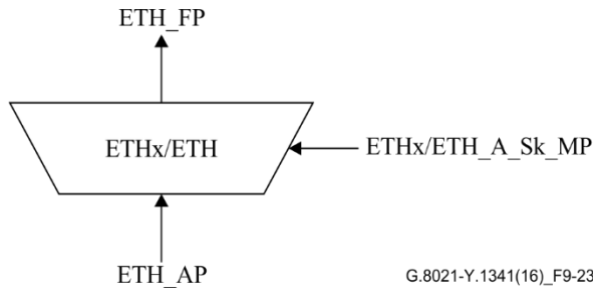 ETH_FP
ETHx/ETH
ETHx/ETH_A_Sk_MP
ETH_AP
G.8021-Y.1341(16)_F9-23